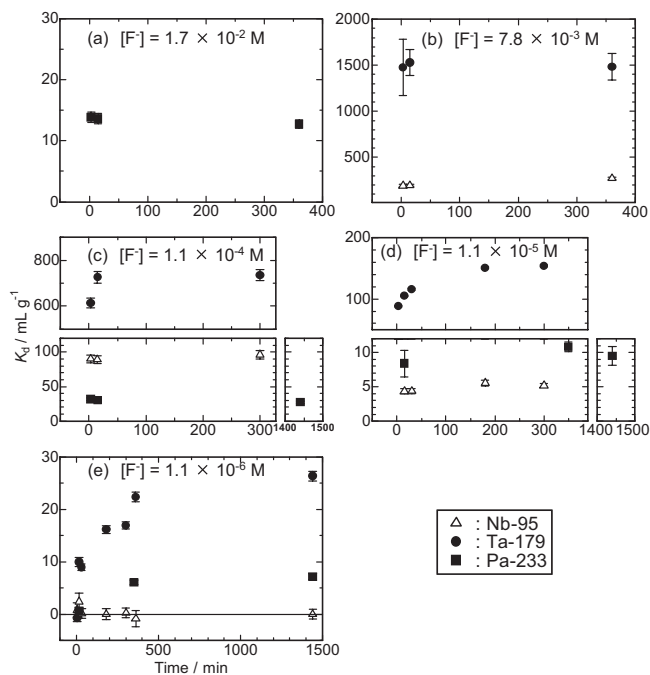 (a) [F⁻] = 1.7 × 10⁻² M
30
20
10
0
0 100 200 300 400
(b) [F⁻] = 7.8 × 10⁻³ M
2000
1500
1000
400
200
0
0 100 200 300 400
(c) [F⁻] = 1.1 × 10⁻⁴ M
800
600
100
50
0
0 100 200 300
1400 1500
(d) [F⁻] = 1.1 × 10⁻⁵ M
200
100
10
5
0
0 100 200 300
1400 1500
Kd / mL g⁻¹
(e) [F⁻] = 1.1 × 10⁻⁶ M
30
20
10
0
0 500 1000 1500
Time / min
: Nb-95
: Ta-179
: Pa-233